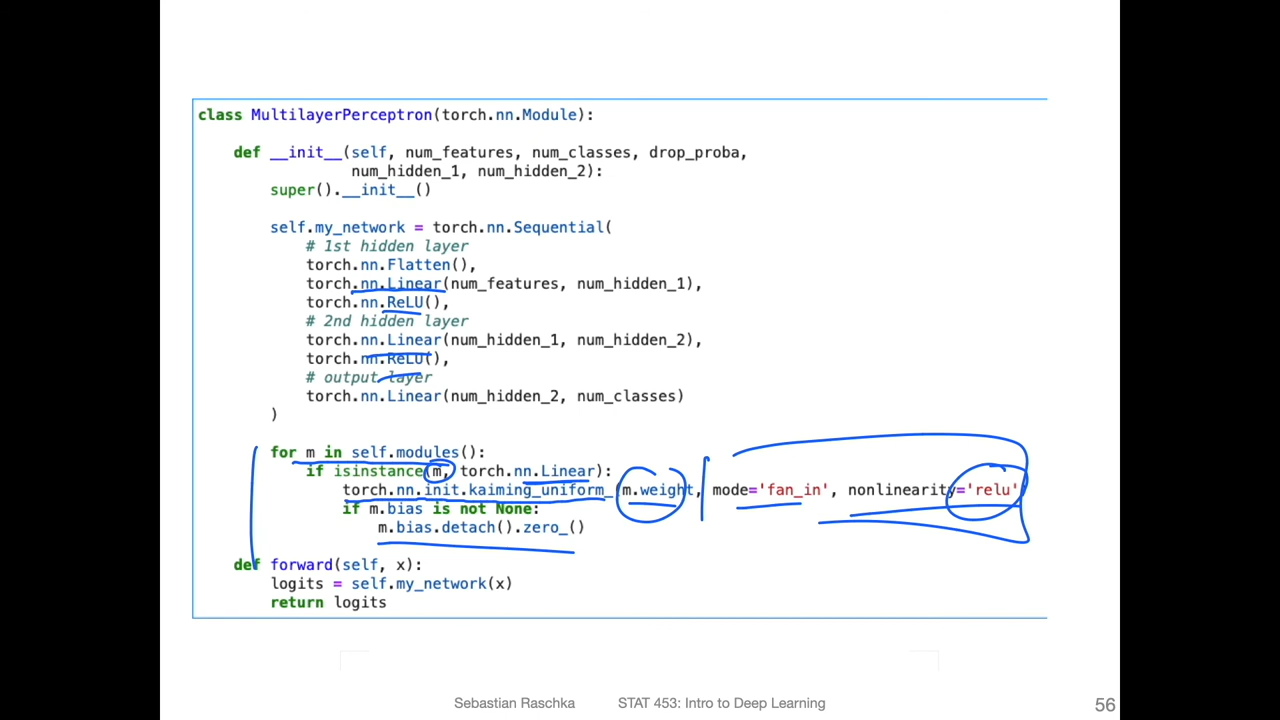 class MultilayerPerceptron(torch.nn.Module):
def __init__(self, num_features, num_classes, drop_proba,
num_hidden_1, num_hidden_2):
super().__init__()
self.my_network = torch.nn.Sequential(
# 1st hidden layer
torch.nn.Flatten(),
torch.nn.Linear(num_features, num_hidden_1),
torch.nn.ReLU(),
# 2nd hidden layer
torch.nn.Linear(num_hidden_1, num_hidden_2),
torch.nn.ReLU(),
# output layer
torch.nn.Linear(num_hidden_2, num_classes)
)
for m in self.modules():
if isinstance(m, torch.nn.Linear):
torch.nn.init.kaiming_uniform_(m.weight, mode='fan_in', nonlinearity='relu'
if m.bias is not None:
m.bias.detach().zero_()
def forward(self, x):
logits = self.my_network(x)
return logits
Sebastian Raschka STAT 453: Intro to Deep Learning 56